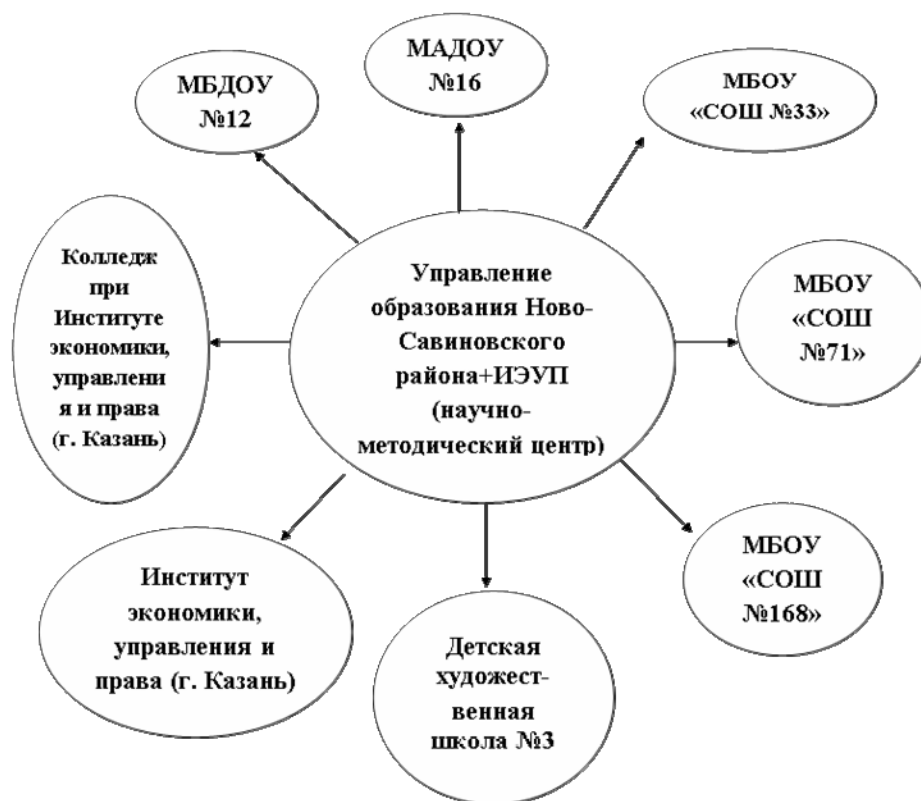 МАДОУ
№16
МБДОУ
№12
МБОУ
«СОШ №33»
Колледж
при
Институте
экономики,
управлени
я и права
(г. Казань)
Управление
образования Ново-
Савиновского
района+ИЭУП
(научно-
методический центр)
МБОУ
«СОШ
№71»
МБОУ
«СОШ
№168»
Институт
экономики,
управления и
права (г. Казань)
Детская
художест-
венная
школа №3